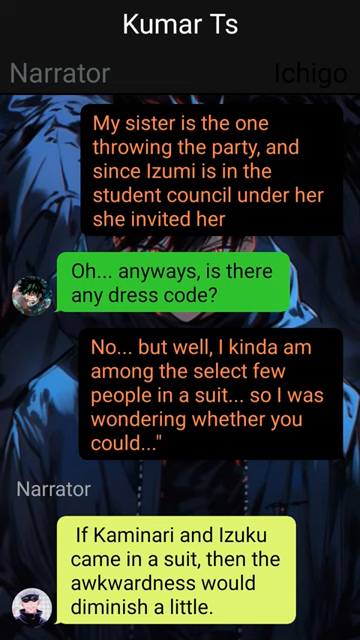 Kumar Ts
Narrator
Ichigo
My sister is the one
throwing the party, and
since Izumi is in the
student council under her
she invited her
Oh... anyways, is there
any dress code?
No... but well, I kinda am
among the select few
people in a suit... so I was
wondering whether you
could..."
Narrator
If Kaminari and Izuku
came in a suit, then the
awkwardness would
diminish a little.